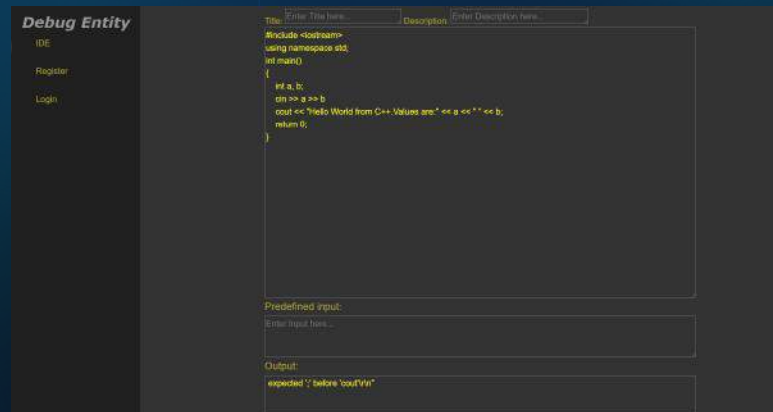 Debug Entity
IDE
Register
Login
Title: Enter Title here... Description: Enter Description here...
#include <iostream>
using namespace std;
int main()
{
int a, b;
cin >> a >> b
cout << "Hello World from C++.Values are:" << a << " " << b;
return 0;
}
Predefined input:
Enter Input here...
Output:
expected ';' before 'cout'\r\n"